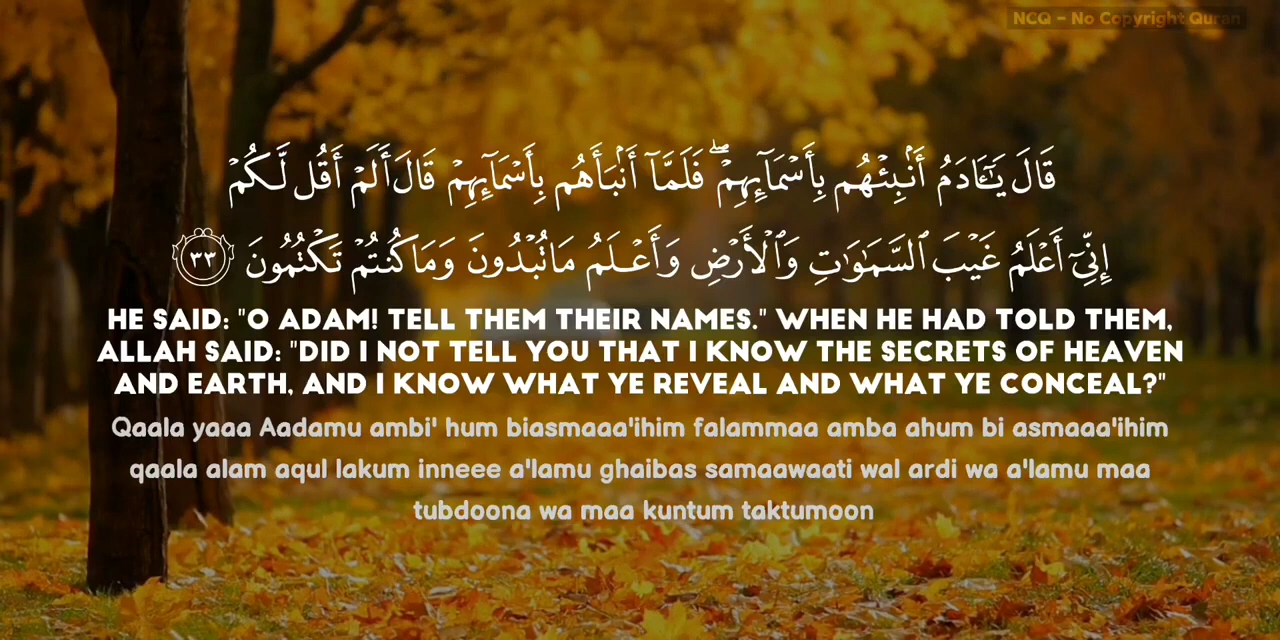 NCQ - No Copyright Quran
قَالَ يَٰٓـَٔادَمُ أَنۢبِئْهُم بِأَسْمَآئِهِمْ ۖ فَلَمَّآ أَنۢبَأَهُم بِأَسْمَآئِهِمْ قَالَ أَلَمْ أَقُل لَّكُمْ
إِنِّىٓ أَعْلَمُ غَيْبَ ٱلسَّمَٰوَٰتِ وَٱلْأَرْضِ وَأَعْلَمُ مَا تُبْدُونَ وَمَا كُنتُمْ تَكْتُمُونَ ٣٣
HE SAID: "O ADAM! TELL THEM THEIR NAMES." WHEN HE HAD TOLD THEM,
ALLAH SAID: "DID I NOT TELL YOU THAT I KNOW THE SECRETS OF HEAVEN
AND EARTH, AND I KNOW WHAT YE REVEAL AND WHAT YE CONCEAL?"
Qaala yaaa Aadamu ambi' hum biasmaaa'ihim falammaa amba ahum bi asmaaa'ihim
qaala alam aqul lakum inneee a'lamu ghaibas samaawaati wal ardi wa a'lamu maa
tubdoona wa maa kuntum taktumoon